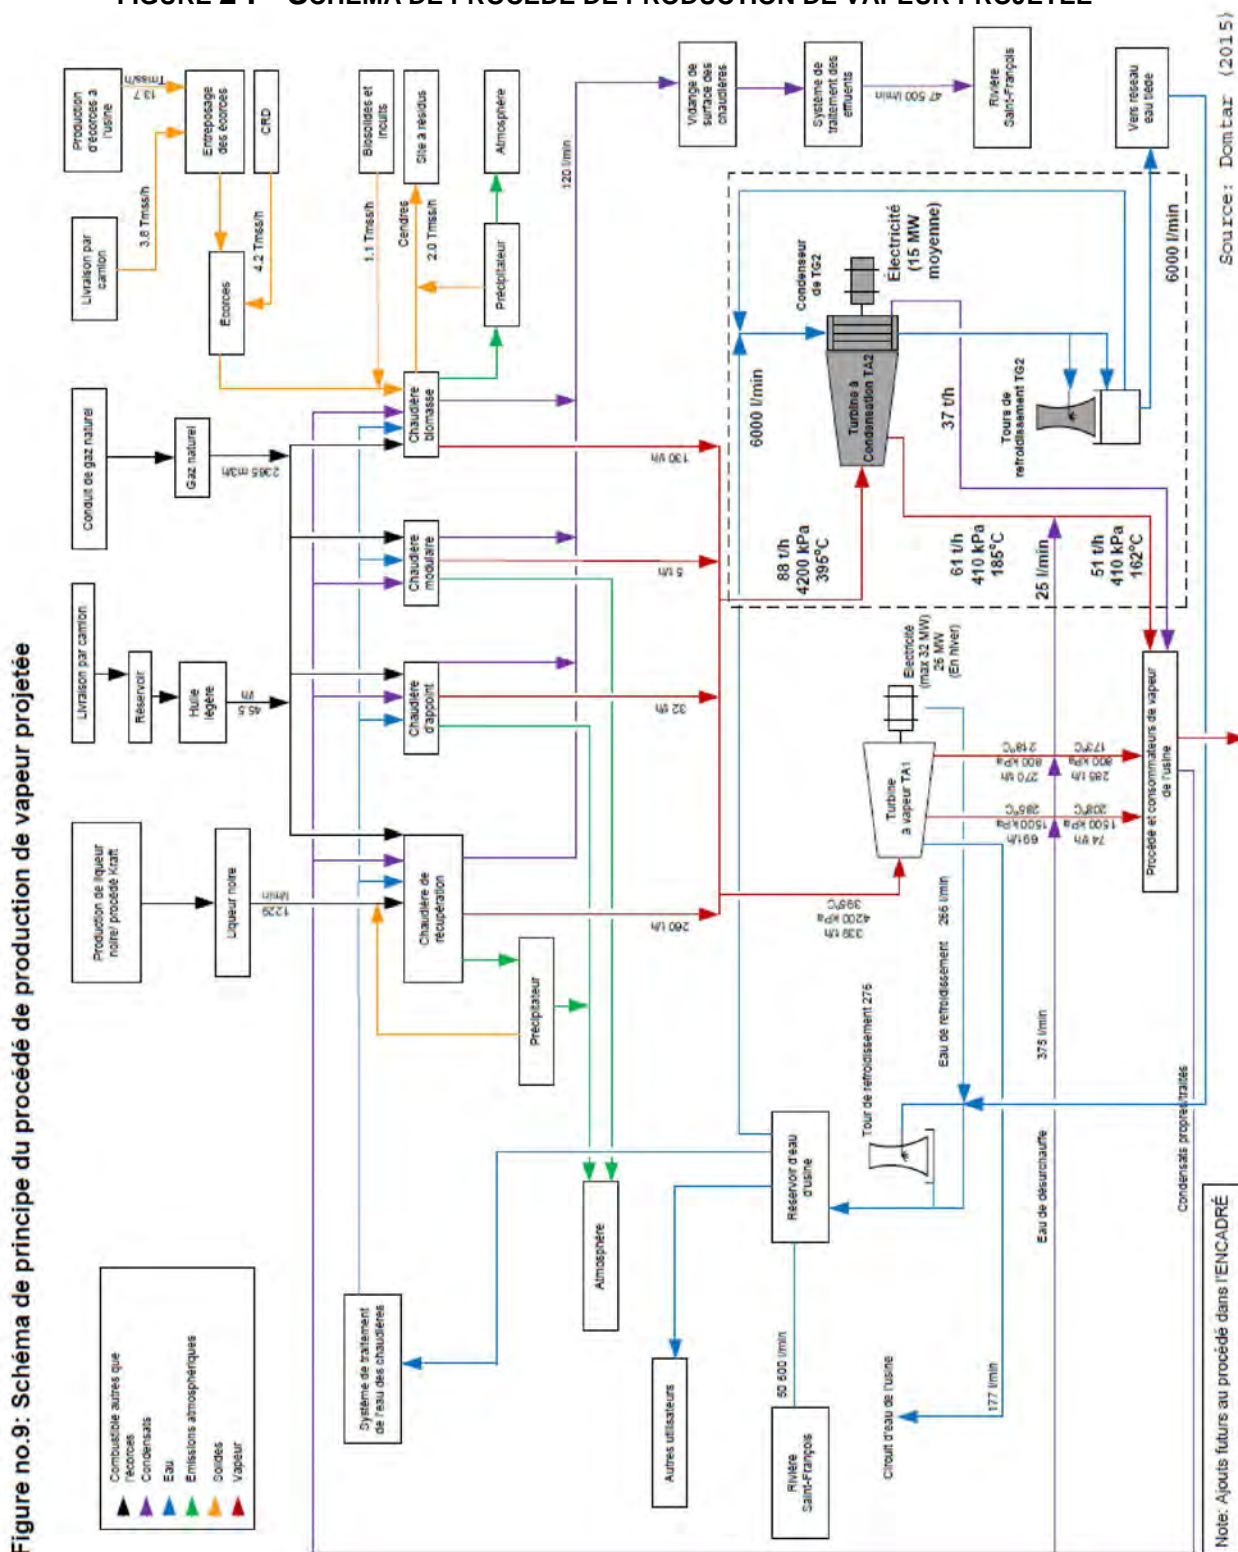 FIGURE 24 SCHÉMA DE PROCÉDÉ DE PRODUCTION DE VAPEUR PROJETÉE
Figure no.9: Schéma de principe du procédé de production de vapeur projetée
Combustible autres que
l'écorces
Condensats
Eau
Émissions atmosphériques
Solides
Vapeur
Production de liqueur
noire/ procédé Kraft
Liqueur noire
1229
l/min
Livraison par camion
Réservoir
Huile
légère
45.5
l/h
Conduit de gaz naturel
Gaz naturel
2365 m3/h
Livraison par
camion
3.8 Tmss/h
Production
d'écorces à
l'usine
13.7
Tmss/h
Entreposage
des écorces
CRD
Écorces
4.2 Tmss/h
Biosolides et
incuits
1.1 Tmss/h
Site à résidus
Cendres
2.0 Tmss/h
Atmosphère
Précipitateur
Chaudière de
récupération
Chaudière
d'appoint
Chaudière
modulaire
Chaudière
biomasse
Précipitateur
260 t/h
32 t/h
5 t/h
130 t/h
120 l/min
Système de traitement
de l'eau des chaudières
Atmosphère
Vidange de
surface des
chaudières
Système de
traitement des
effluents
47 500 l/min
Rivière
Saint-François
Autres utilisateurs
Réservoir d'eau
d'usine
50 600 l/min
Rivière
Saint-François
Tour de refroidissement 276
Circuit d'eau de l'usine
177 l/min
Eau de refroidissement 266 l/min
339 t/h
4200 kPa
395°C
Turbine
à vapeur TA1
Electricité
(max 32 MW)
26 MW
(En hiver)
69 t/h
1500 kPa
285°C
270 t/h
800 kPa
218°C
74 t/h
1500 kPa
208°C
285 t/h
800 kPa
173°C
Eau de désurchauffe
375 l/min
Condensats propres/traités
Procédé et consommateurs de vapeur
de l'usine
6000 l/min
88 t/h
4200 kPa
395°C
Turbine à
Condensation TA2
Condenseur
de TG2
Electricité
(15 MW
moyenne)
37 t/h
61 t/h
410 kPa
185°C
25 l/min
51 t/h
410 kPa
162°C
Tours de
refroidissement TG2
6000 l/min
Vers réseau
eau tiède
Note: Ajouts futurs au procédé dans l'ENCADRÉ
Source: Domtar (2015)